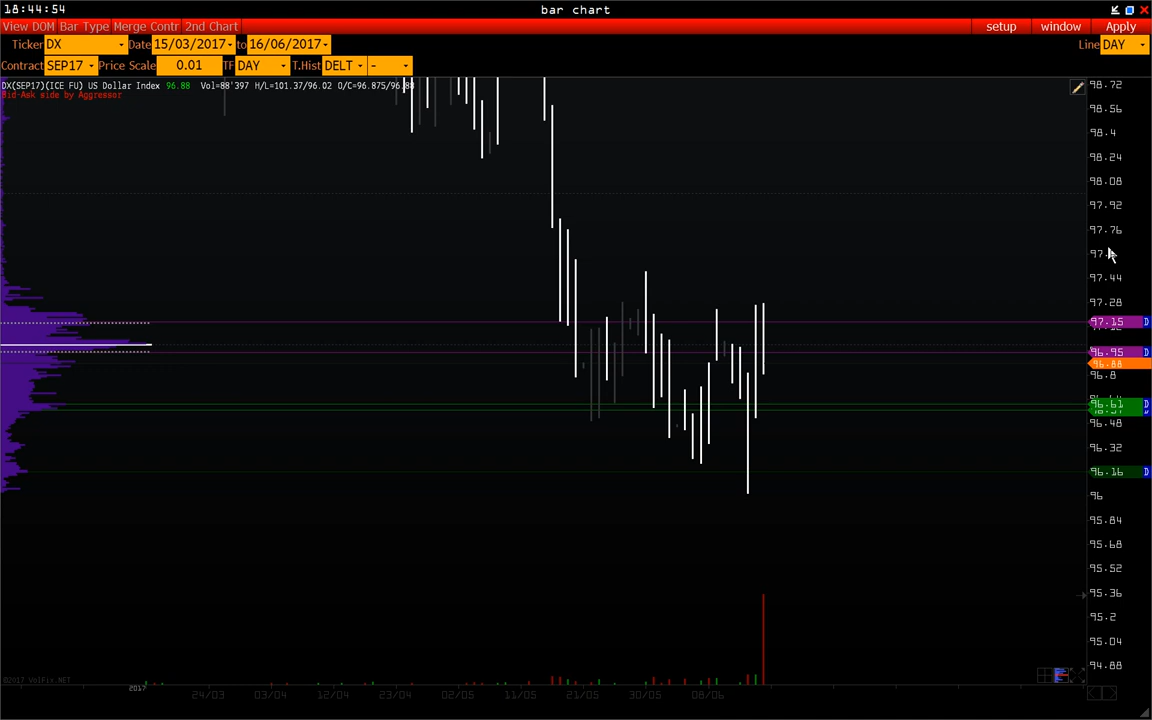 18:44:54 bar chart
View DOM Bar Type Merge Contr 2nd Chart setup window Apply
Ticker DX Date 15/03/2017 to 16/06/2017 Line DAY
Contract SEP17 Price Scale 0.01 TF DAY T.Hist DELT -
DX(SEP17)(ICE FU) US Dollar Index 96.88 Vol=88'397 H/L=101.37/96.02 O/C=96.875/96.88
Bid-Ask side by Aggressor
98.72
98.56
98.4
98.24
98.08
97.92
97.76
97.44
97.28
97.15 D
96.95 D
96.88
96.8
96.61 D
96.48
96.32
96.16 D
96
95.84
95.68
95.52
95.36
95.2
95.04
94.88
©2017 VolFix.NET
2017 24/03 03/04 12/04 23/04 02/05 11/05 21/05 30/05 08/06